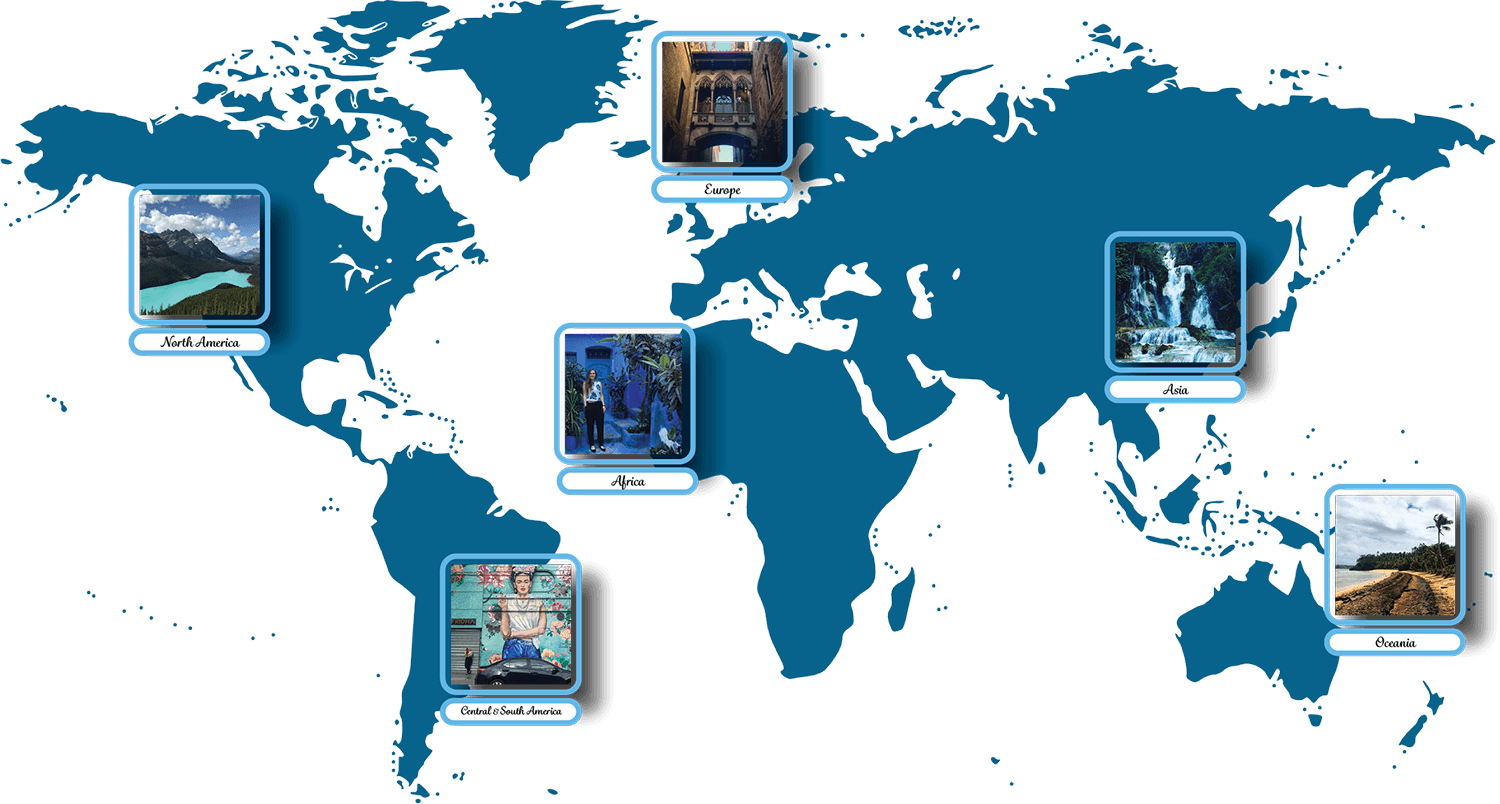 Europe
North America
Asia
Africa
Oceania
Central & South America